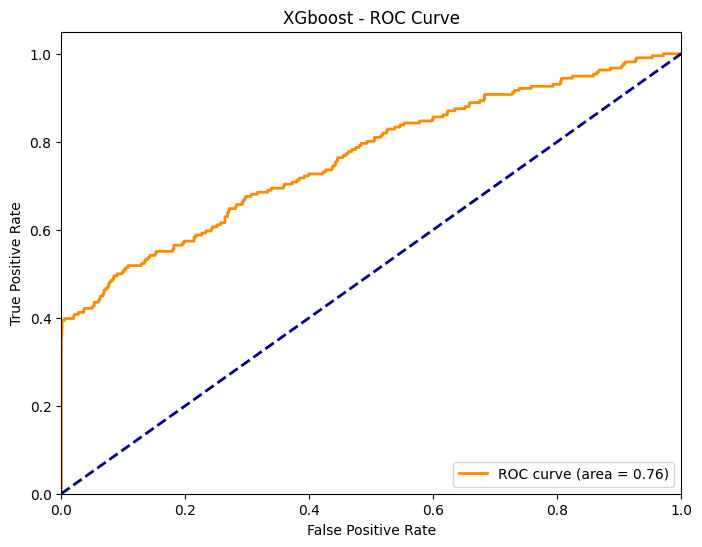 XGboost - ROC Curve
1.0
0.8
0.6
0.4
0.2
0.0
True Positive Rate
ROC curve (area = 0.76)
0.0 0.2 0.4 0.6 0.8 1.0
False Positive Rate